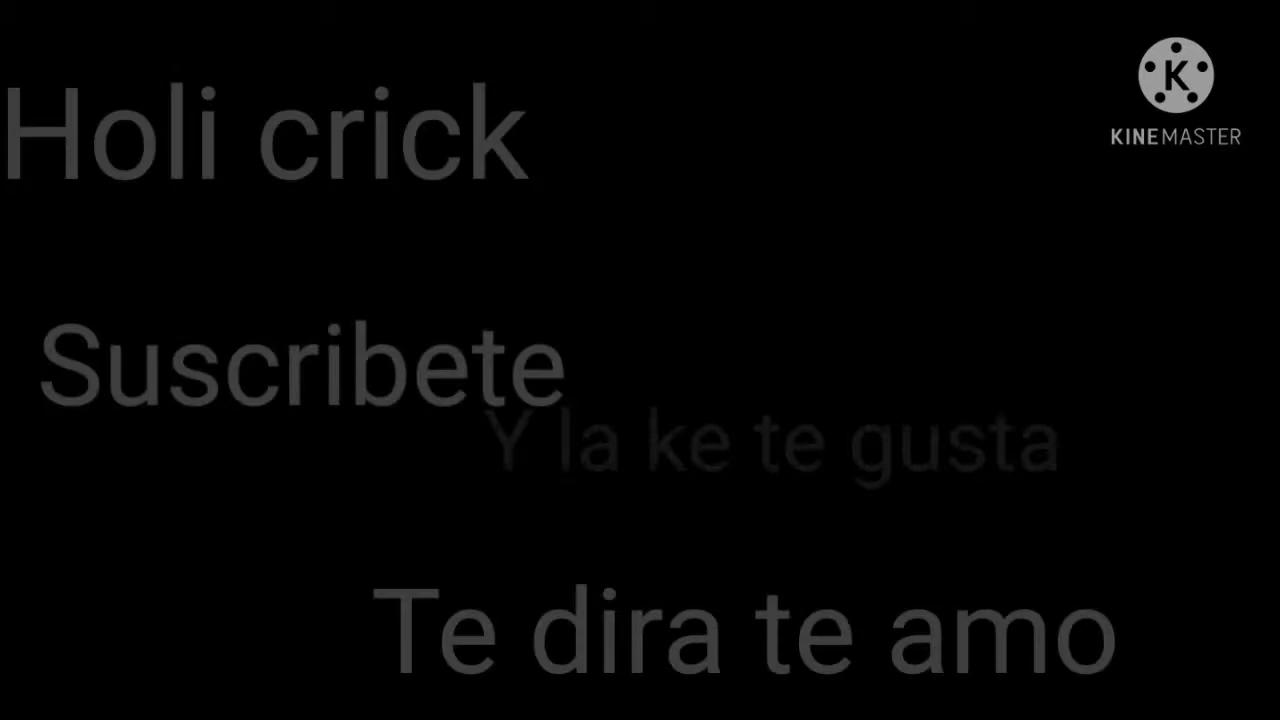 Holi crick
K
KINEMASTER
Suscribete
Y la ke te gusta
Te dira te amo